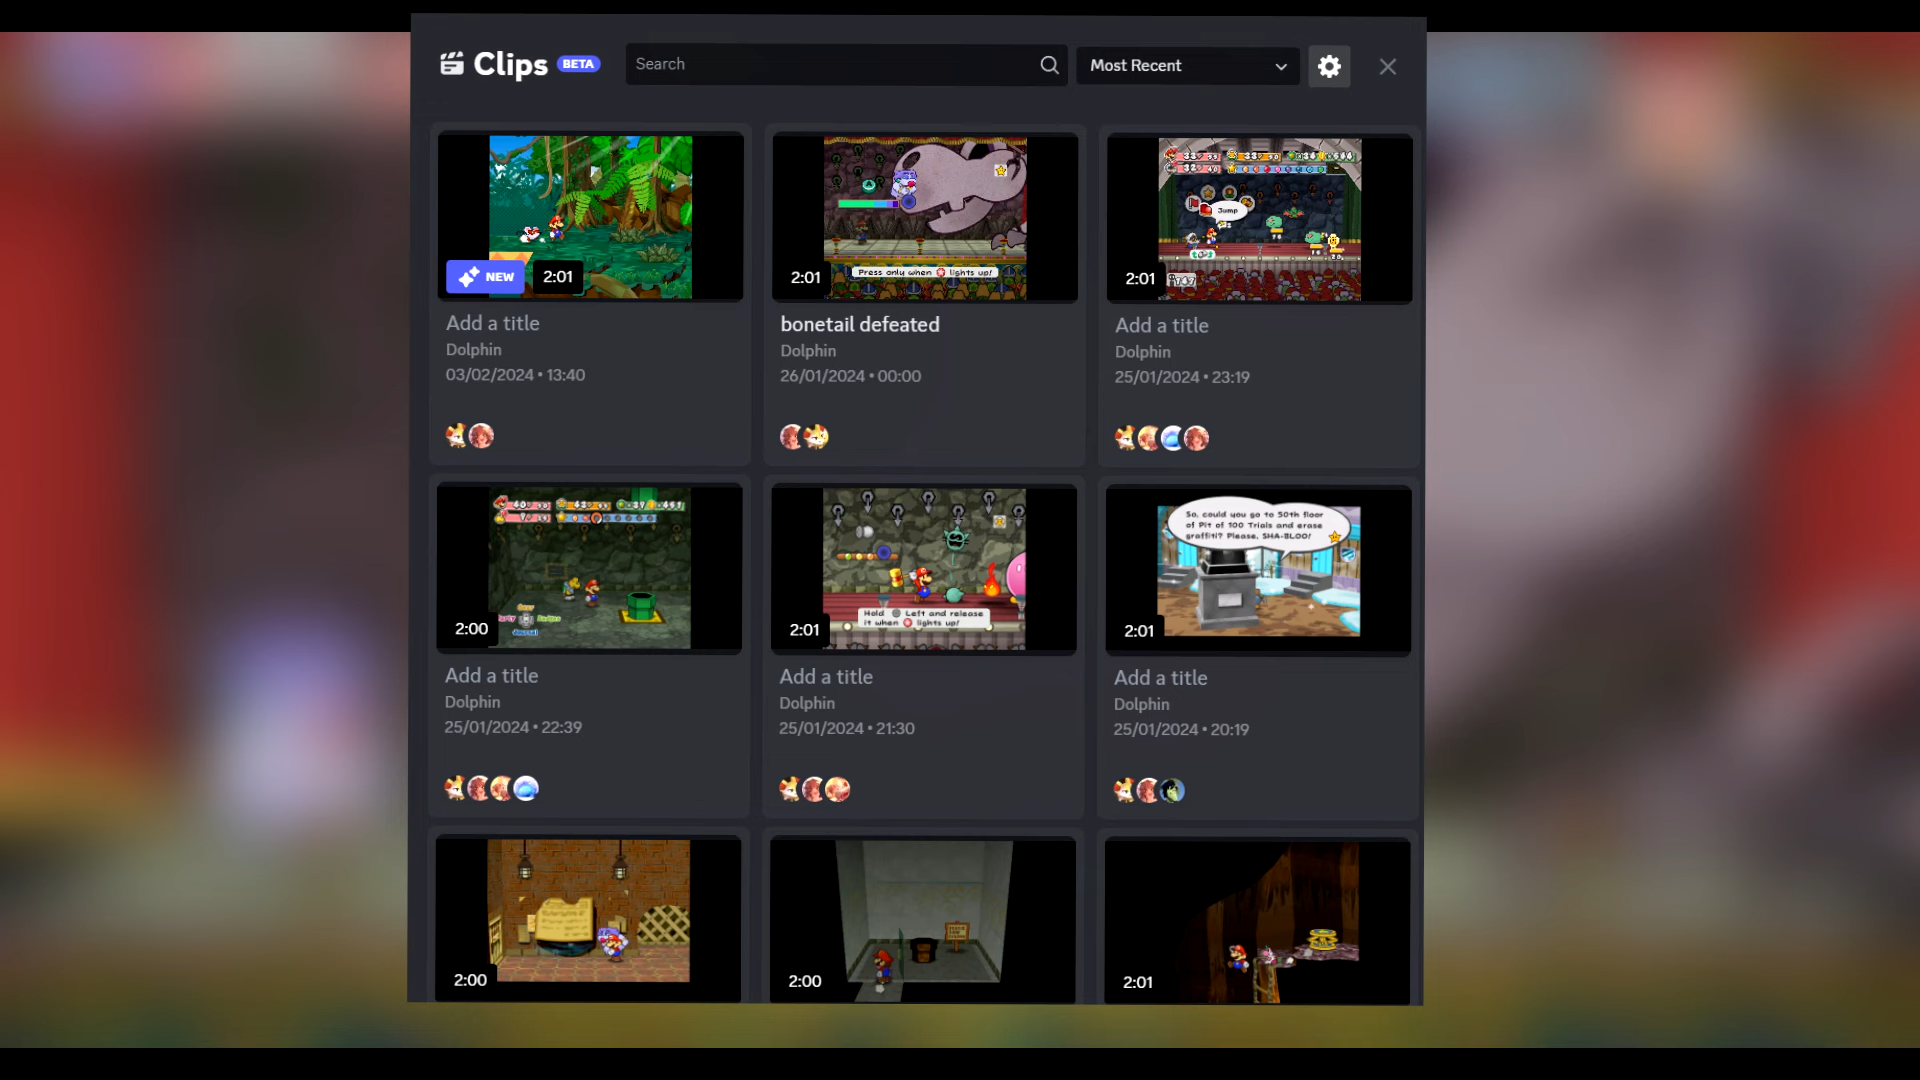 Clips BETA
Search
Most Recent
NEW
2:01
Add a title
Dolphin
03/02/2024 • 13:40
Press only when lights up!
2:01
bonetail defeated
Dolphin
26/01/2024 • 00:00
Jump
2:01
Add a title
Dolphin
25/01/2024 • 23:19
Gear
Badges
Journal
2:00
Add a title
Dolphin
25/01/2024 • 22:39
Hold Left and release
it when lights up!
2:01
Add a title
Dolphin
25/01/2024 • 21:30
So, could you go to 50th floor
of Pit of 100 Trials and erase
graffiti? Please, SHA-BLOO!
2:01
Add a title
Dolphin
25/01/2024 • 20:19
2:00
2:00
2:01